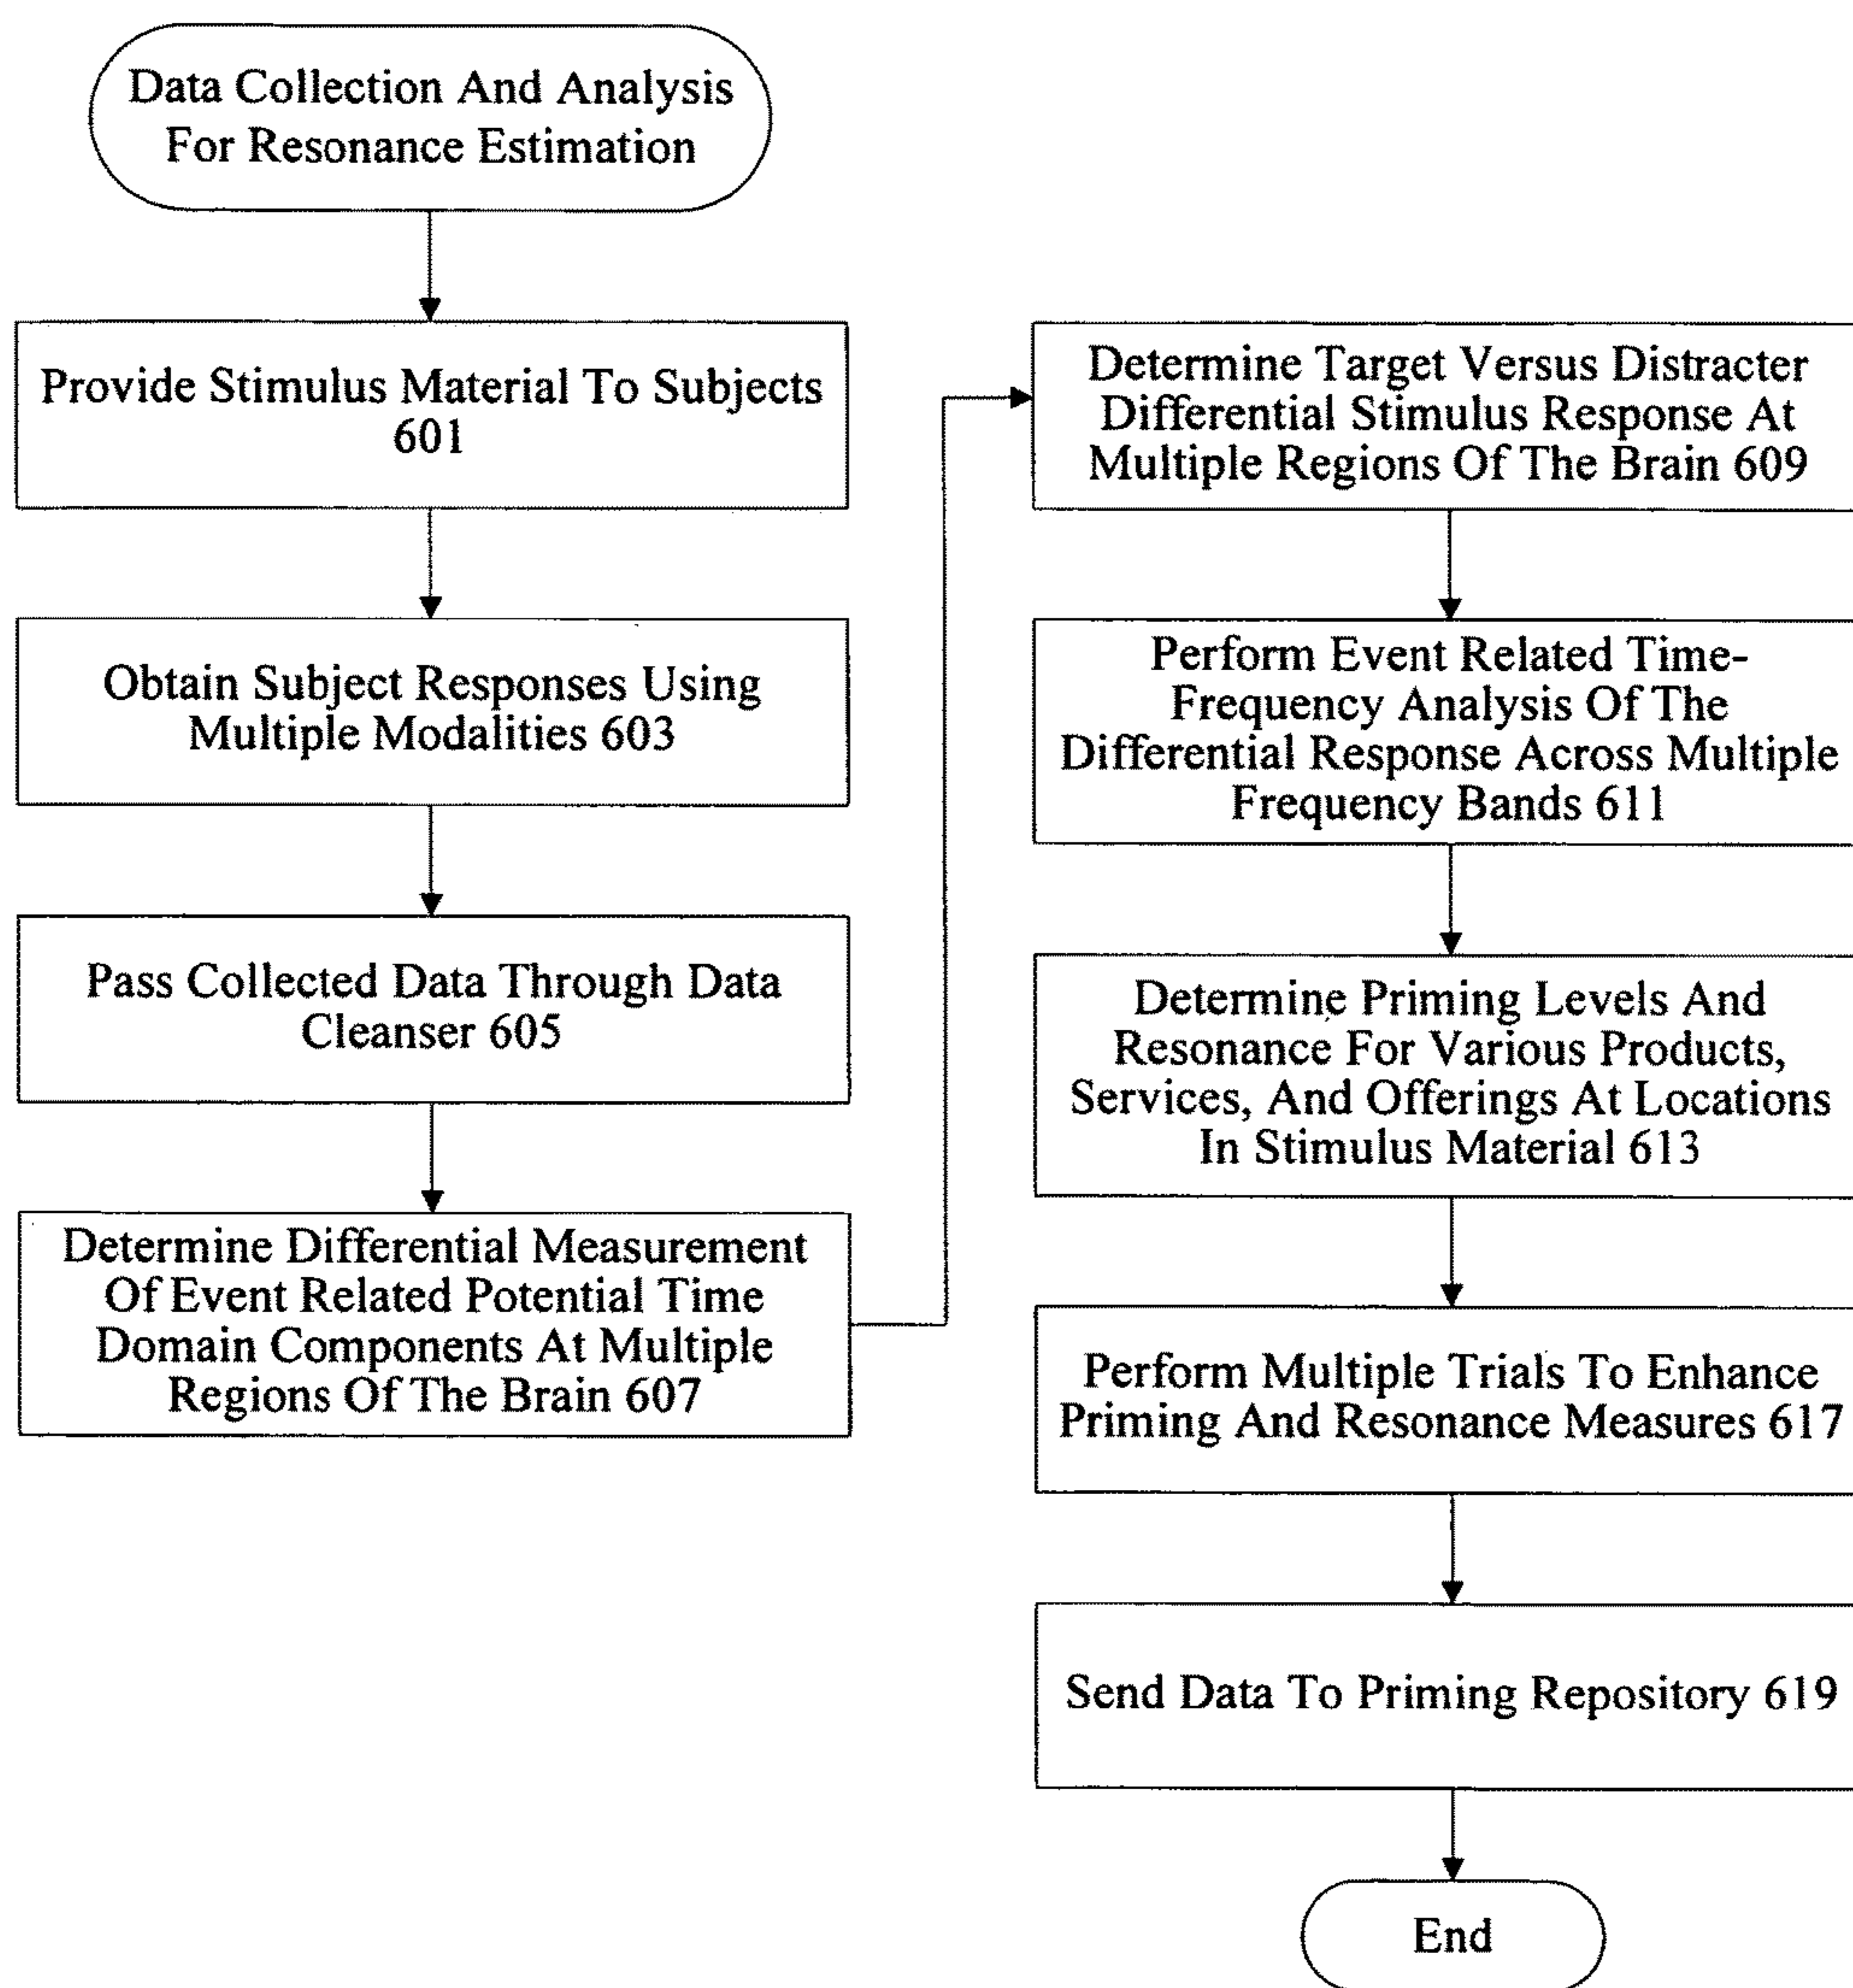 Data Collection And Analysis
For Resonance Estimation
Provide Stimulus Material To Subjects
601
Obtain Subject Responses Using
Multiple Modalities 603
Pass Collected Data Through Data
Cleanser 605
Determine Differential Measurement
Of Event Related Potential Time
Domain Components At Multiple
Regions Of The Brain 607
Determine Target Versus Distracter
Differential Stimulus Response At
Multiple Regions Of The Brain 609
Perform Event Related Time-
Frequency Analysis Of The
Differential Response Across Multiple
Frequency Bands 611
Determine Priming Levels And
Resonance For Various Products,
Services, And Offerings At Locations
In Stimulus Material 613
Perform Multiple Trials To Enhance
Priming And Resonance Measures 617
Send Data To Priming Repository 619
End